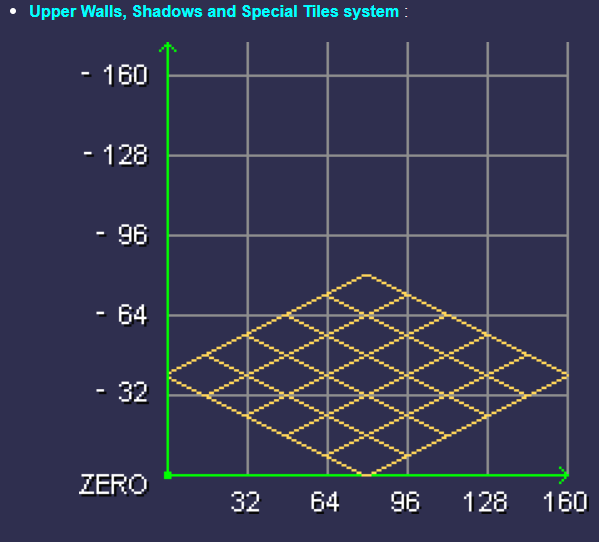 Upper Walls, Shadows and Special Tiles system :
- 160
- 128
- 96
- 64
- 32
ZERO
32 64 96 128 160